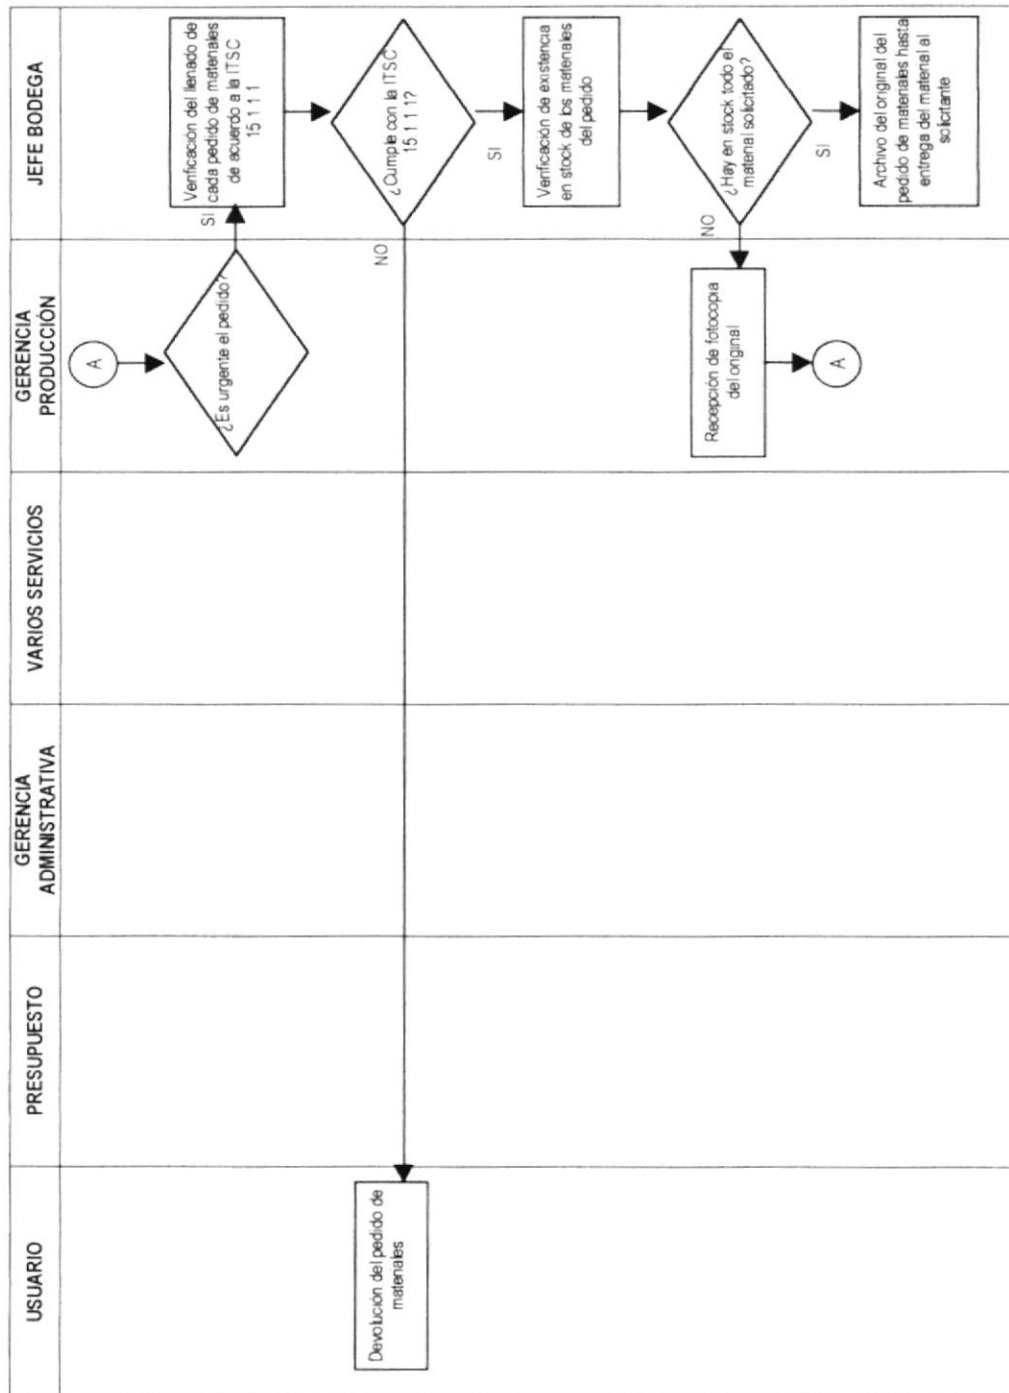 USUARIO
PRESUPUESTO
GERENCIA
ADMINISTRATIVA
VARIOS SERVICIOS
GERENCIA
PRODUCCIÓN
JEFE BODEGA
A
¿Es urgente el pedido?
SI
Verificación del llenado de
cada pedido de materiales
de acuerdo a la ITSC
15 1 1 1
¿Cumple con la ITSC
15 1 1 1?
NO
Devolución del pedido de
materiales
SI
Verificación de existencia
en stock de los materiales
del pedido
¿Hay en stock todo el
material solicitado?
NO
Recepción de fotocopia
del original
A
SI
Archivo del original del
pedido de materiales hasta
entrega del material al
solicitante